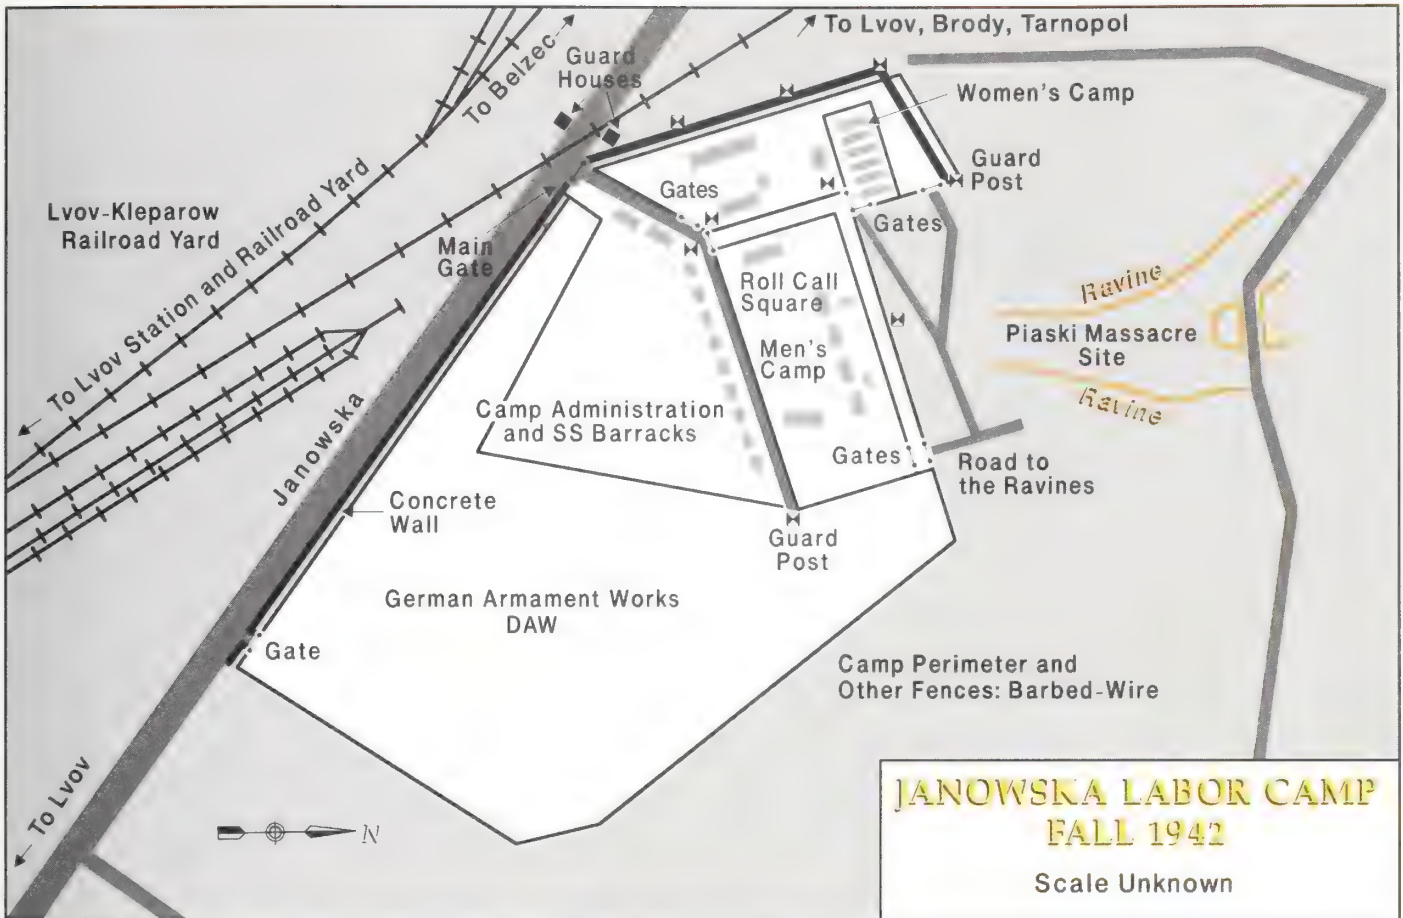 To Lvov, Brody, Tarnopol
To Belzec
Guard
Houses
Women's Camp
Guard
Post
Lvov-Kleparow
Railroad Yard
To Lvov Station and Railroad Yard
Main
Gate
Gates
Gates
Roll Call
Square
Ravine
Piaski Massacre
Site
Ravine
Men's
Camp
Janowska
Camp Administration
and SS Barracks
Gates
Road to
the Ravines
Concrete
Wall
Guard
Post
German Armament Works
DAW
Gate
Camp Perimeter and
Other Fences: Barbed-Wire
To Lvov
N
JANOWSKA LABOR CAMP
FALL 1942
Scale Unknown